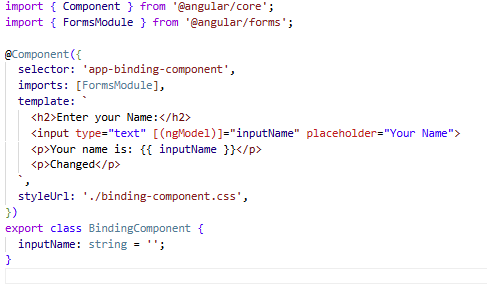 import { Component } from '@angular/core';
import { FormsModule } from '@angular/forms';

@Component({
  selector: 'app-binding-component',
  imports: [FormsModule],
  template: `
    <h2>Enter your Name:</h2>
    <input type="text" [(ngModel)]="inputName" placeholder="Your Name">
    <p>Your name is: {{ inputName }}</p>
    <p>Changed</p>
  `,
  styleUrl: './binding-component.css',
})
export class BindingComponent {
  inputName: string = '';
}